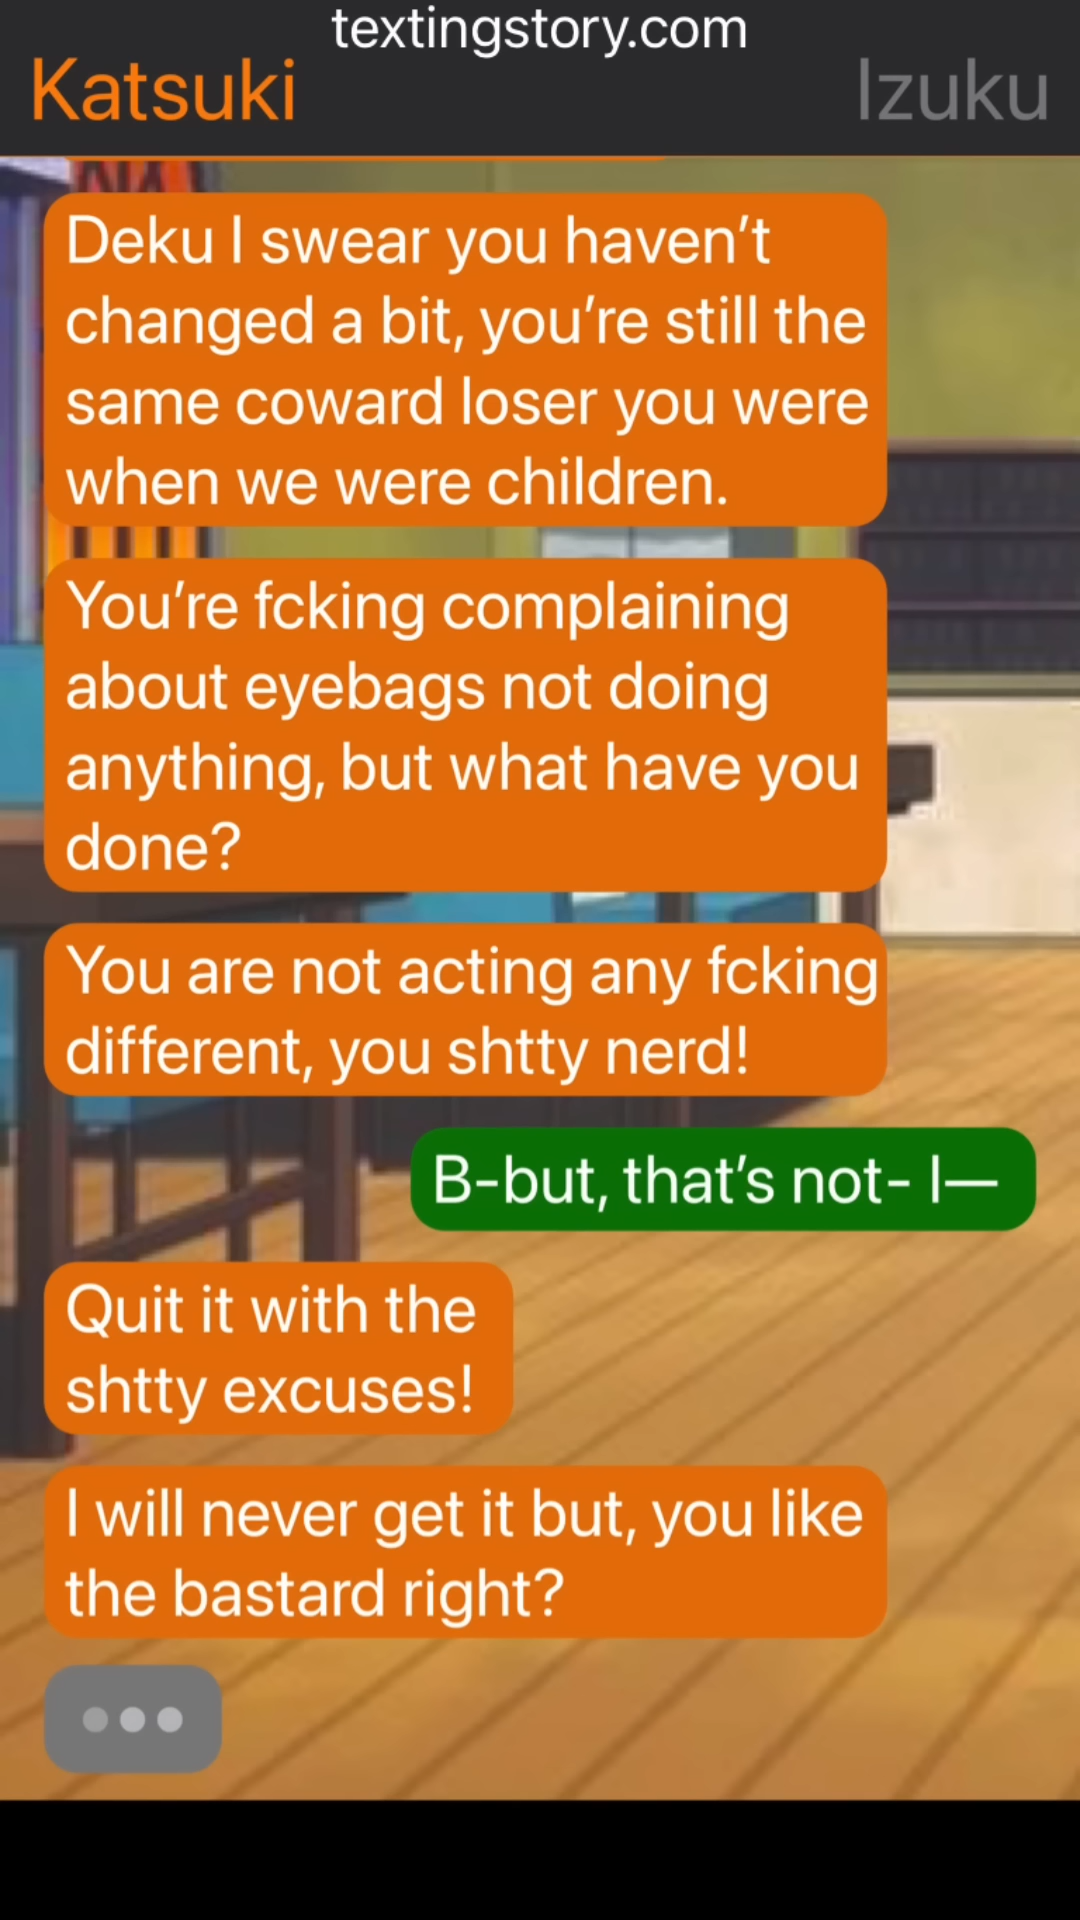 textingstory.com
Katsuki Izuku
Deku I swear you haven’t
changed a bit, you’re still the
same coward loser you were
when we were children.
You’re fcking complaining
about eyebags not doing
anything, but what have you
done?
You are not acting any fcking
different, you shtty nerd!
B-but, that’s not- I—
Quit it with the
shtty excuses!
I will never get it but, you like
the bastard right?